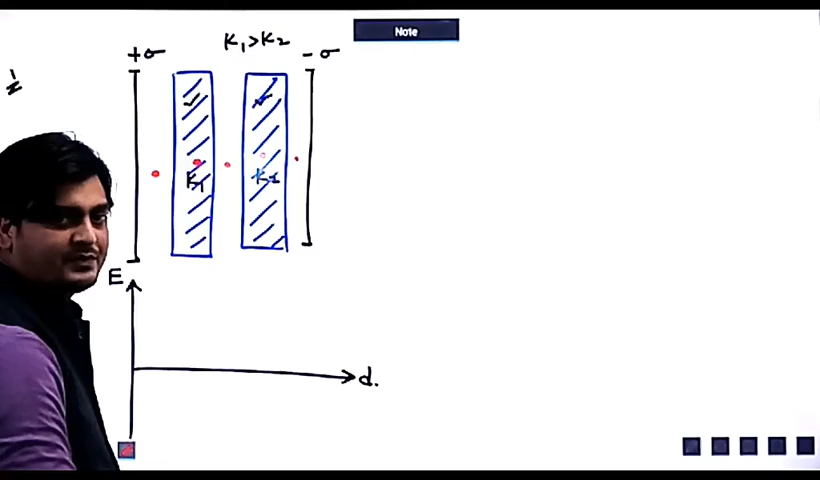 Note
K₁>K₂
+σ
-σ
K₁
K₂
E
d.